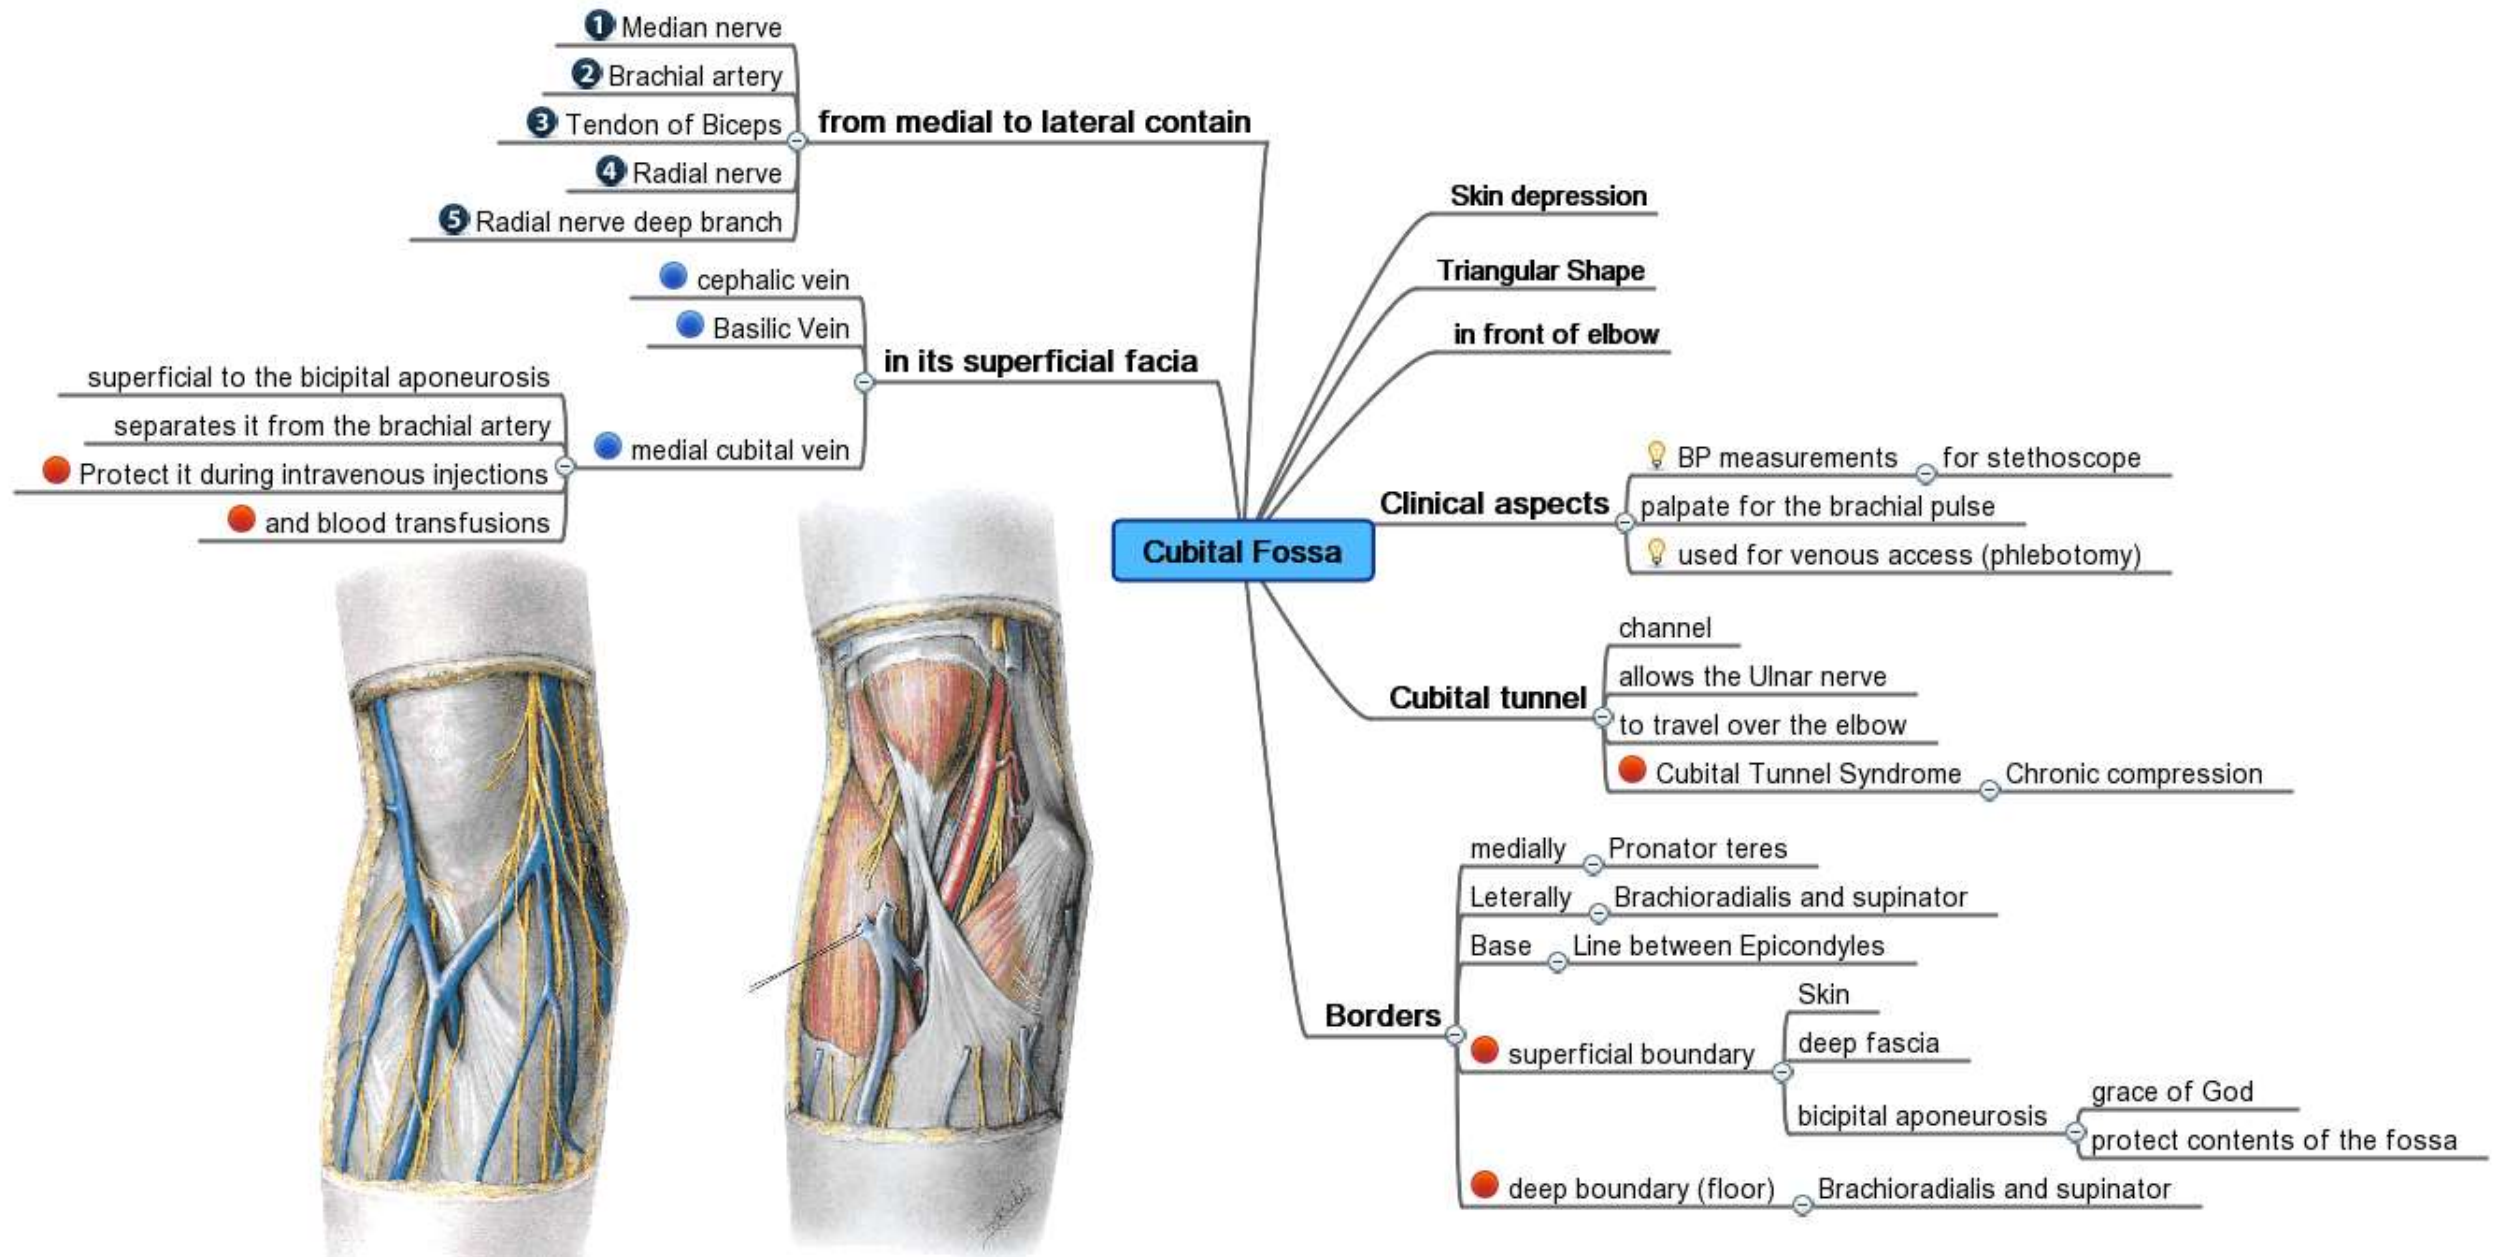 1 Median nerve
2 Brachial artery
3 Tendon of Biceps
4 Radial nerve
5 Radial nerve deep branch
from medial to lateral contain
cephalic vein
Basilic Vein
medial cubital vein
superficial to the bicipital aponeurosis
separates it from the brachial artery
Protect it during intravenous injections
and blood transfusions
in its superficial facia
Cubital Fossa
Skin depression
Triangular Shape
in front of elbow
Clinical aspects
BP measurements
for stethoscope
palpate for the brachial pulse
used for venous access (phlebotomy)
Cubital tunnel
channel
allows the Ulnar nerve
to travel over the elbow
Cubital Tunnel Syndrome
Chronic compression
Borders
medially
Pronator teres
Leterally
Brachioradialis and supinator
Base
Line between Epicondyles
superficial boundary
Skin
deep fascia
bicipital aponeurosis
grace of God
protect contents of the fossa
deep boundary (floor)
Brachioradialis and supinator